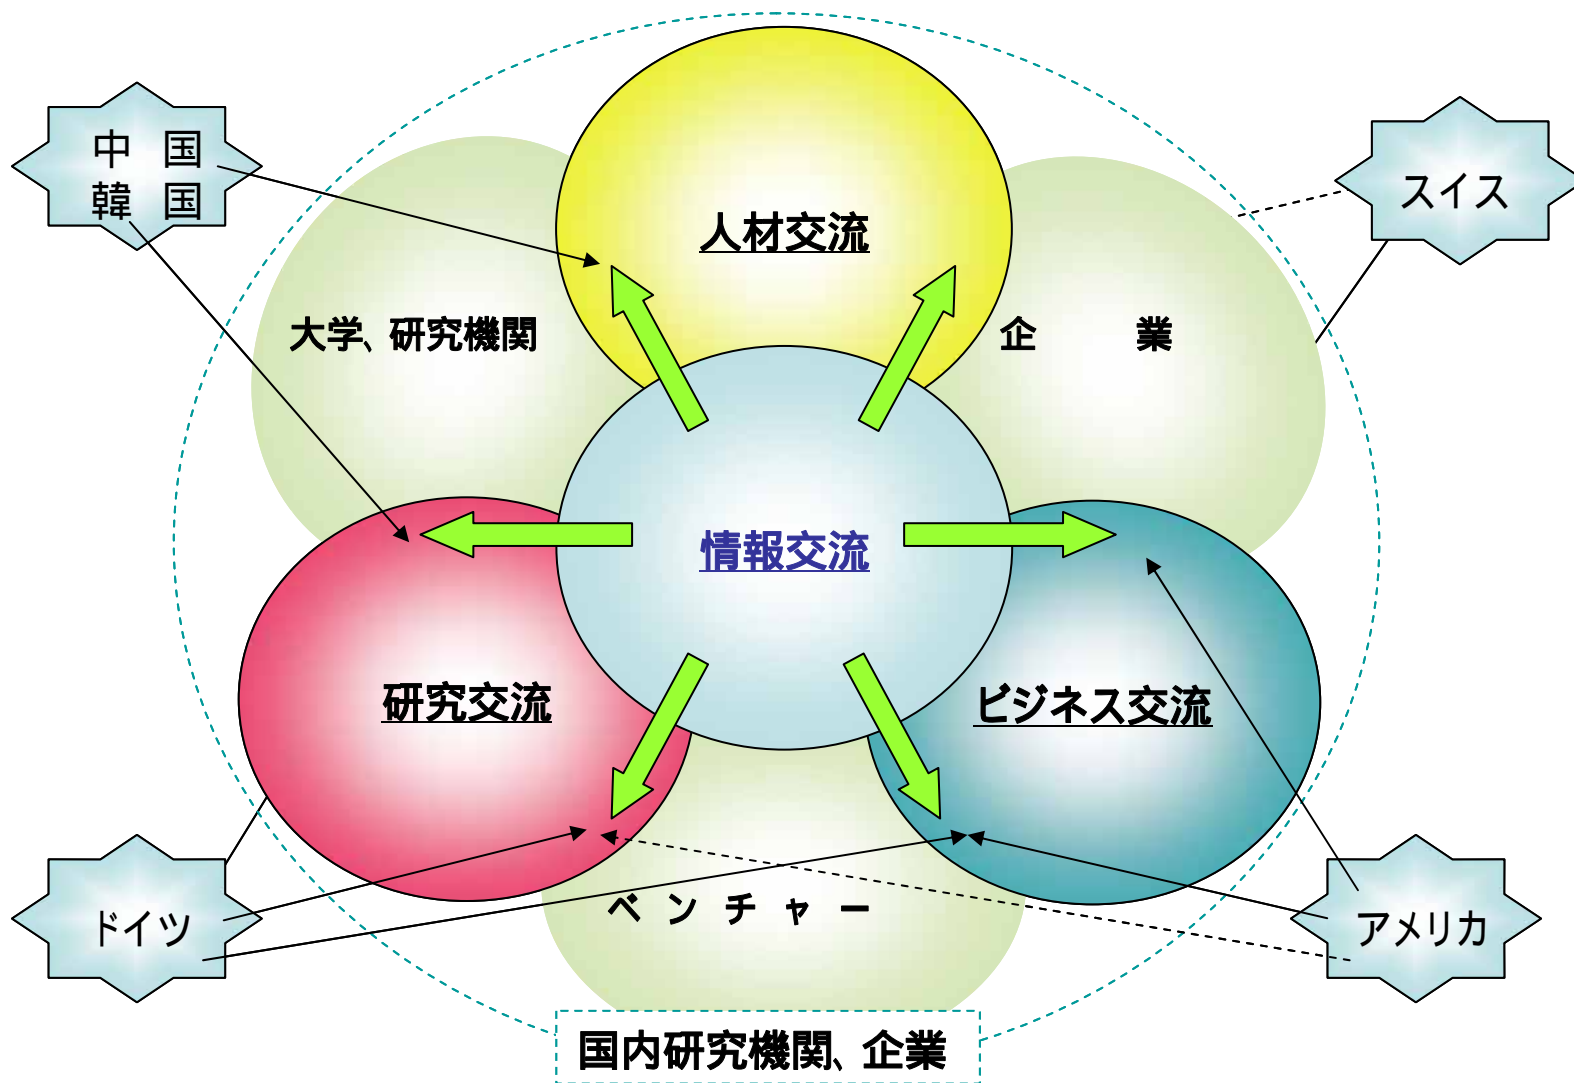 中 国
韓 国
スイス
人材交流
大学、研究機関
企 業
情報交流
研究交流
ビジネス交流
ベ ン チ ャ ー
ドイツ
アメリカ
国内研究機関、企業